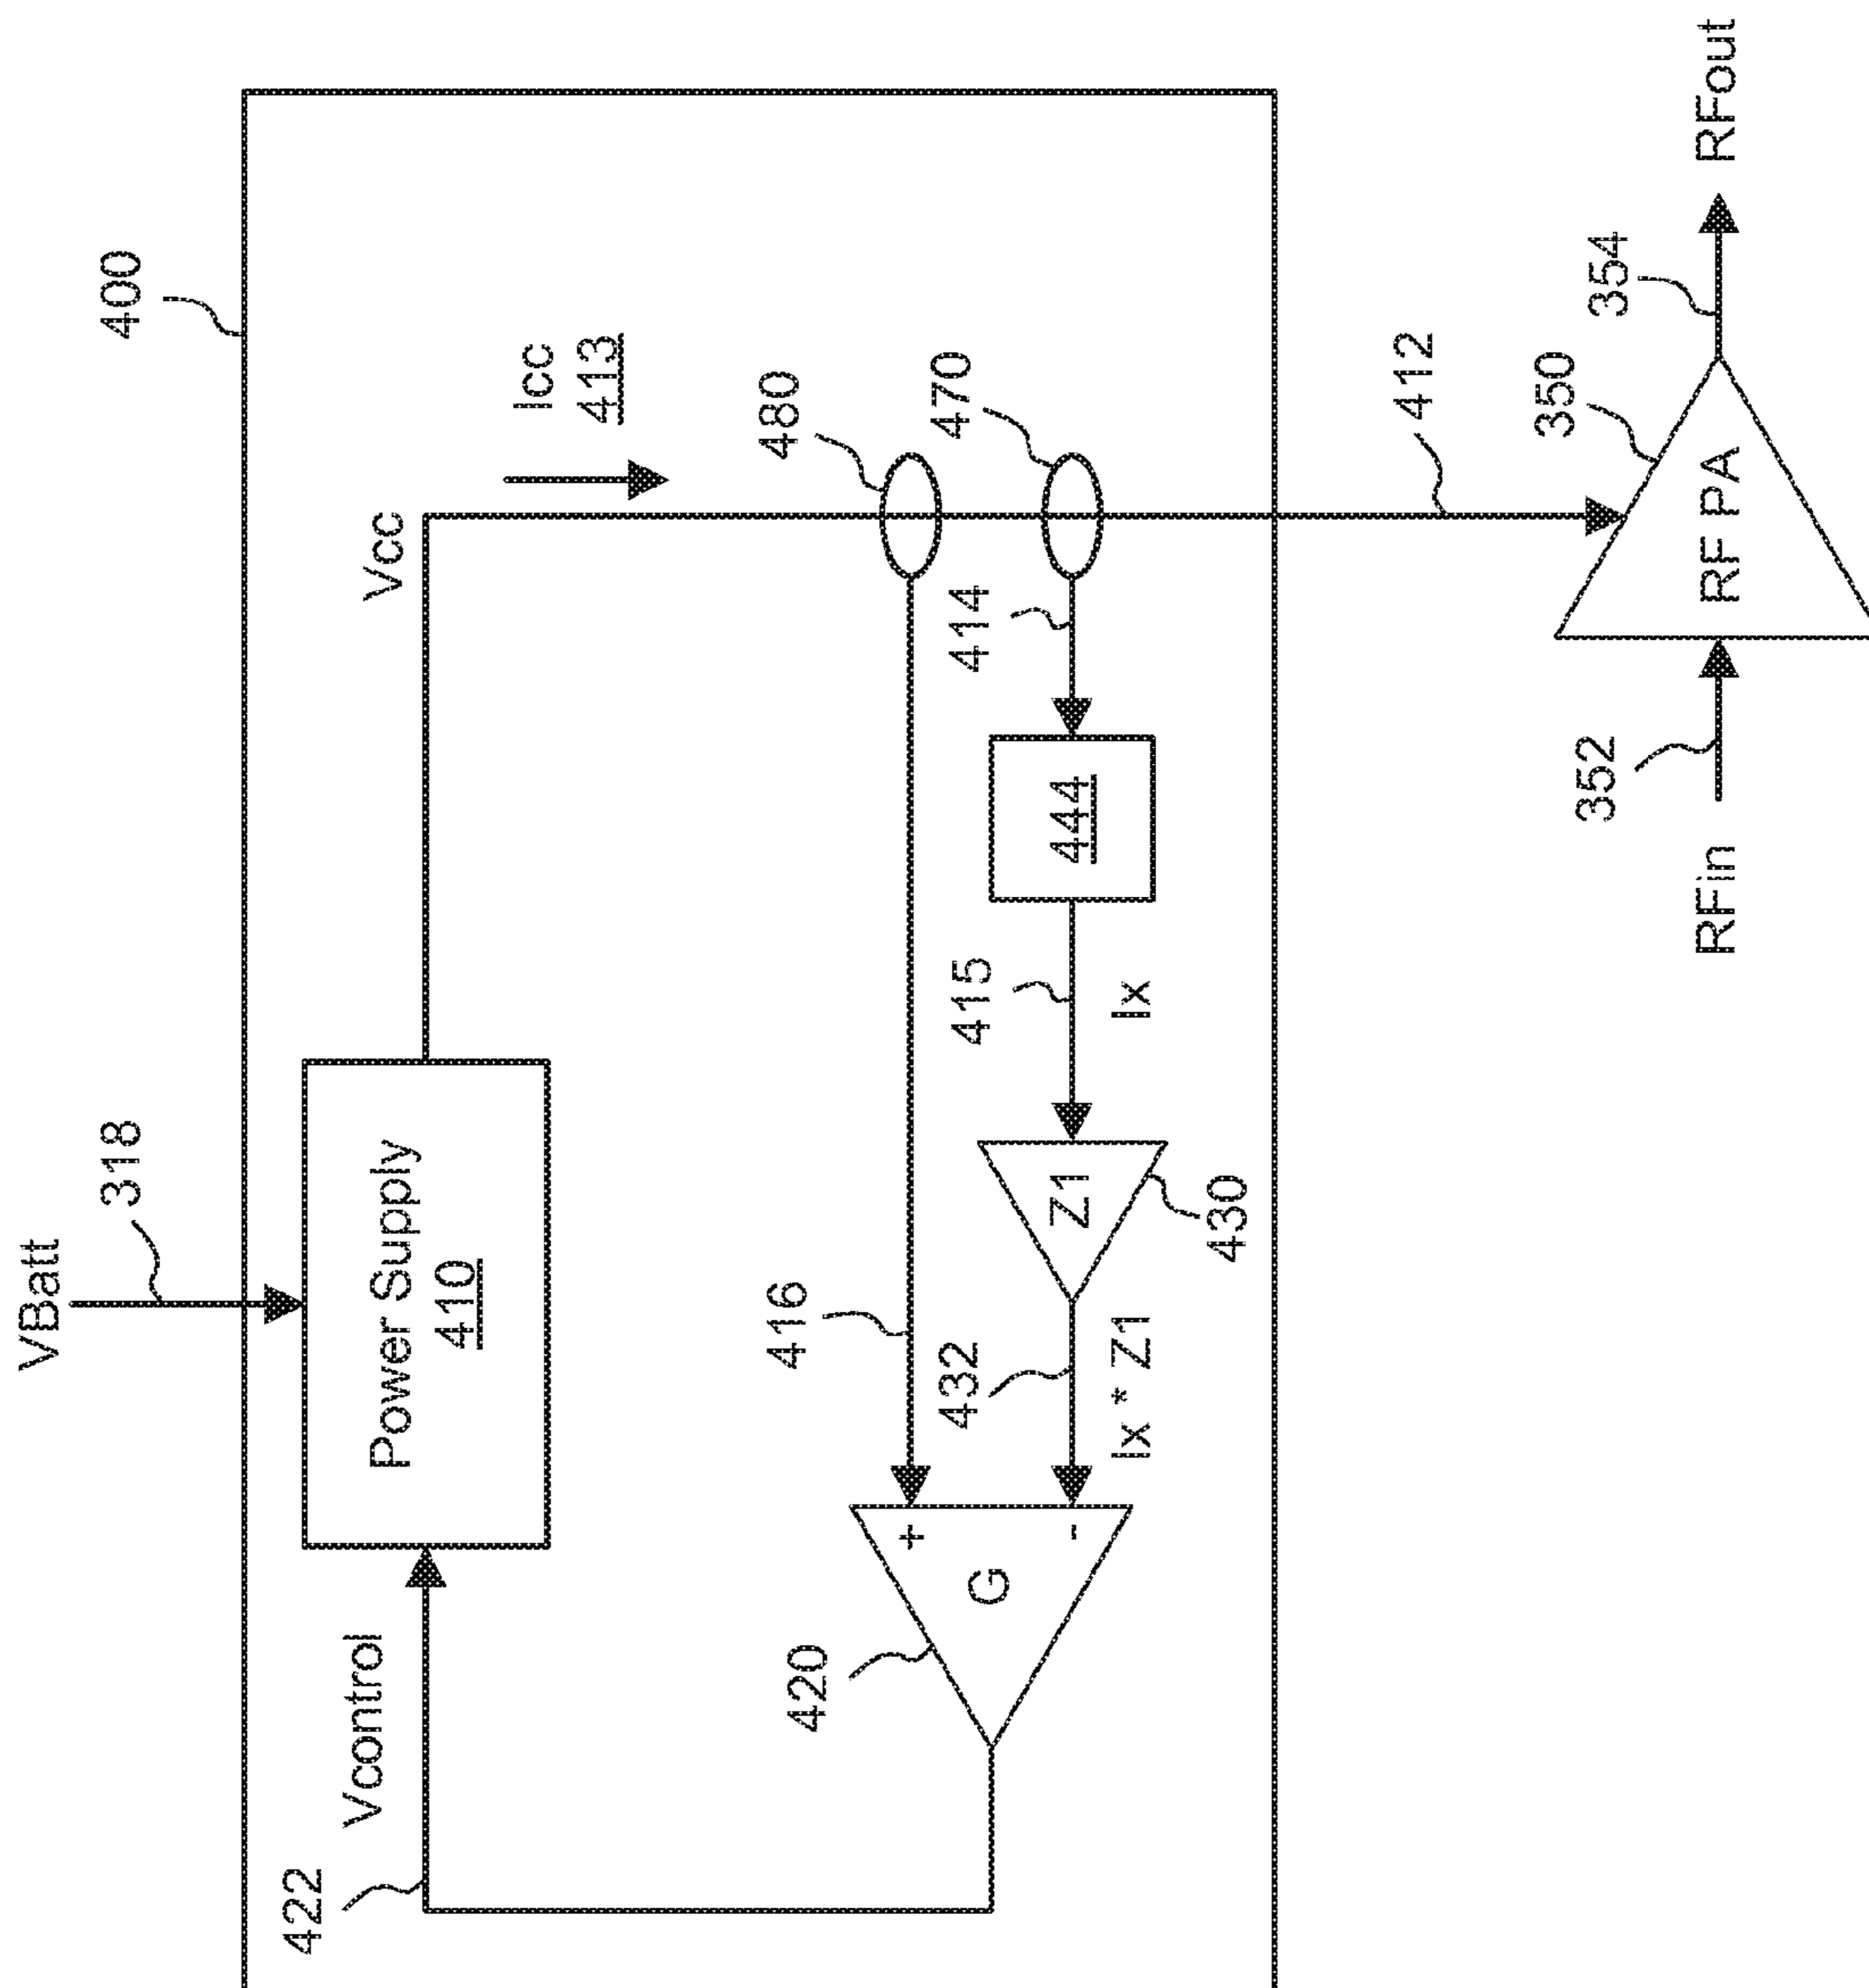 VBatt
318
400
Vcontrol
422
Power Supply
410
Vcc
Icc
413
480
470
416
420
G
+
-
432
Ix * Z1
Z1
430
415
Ix
444
414
412
350
RF PA
352
RFin
354
RFout